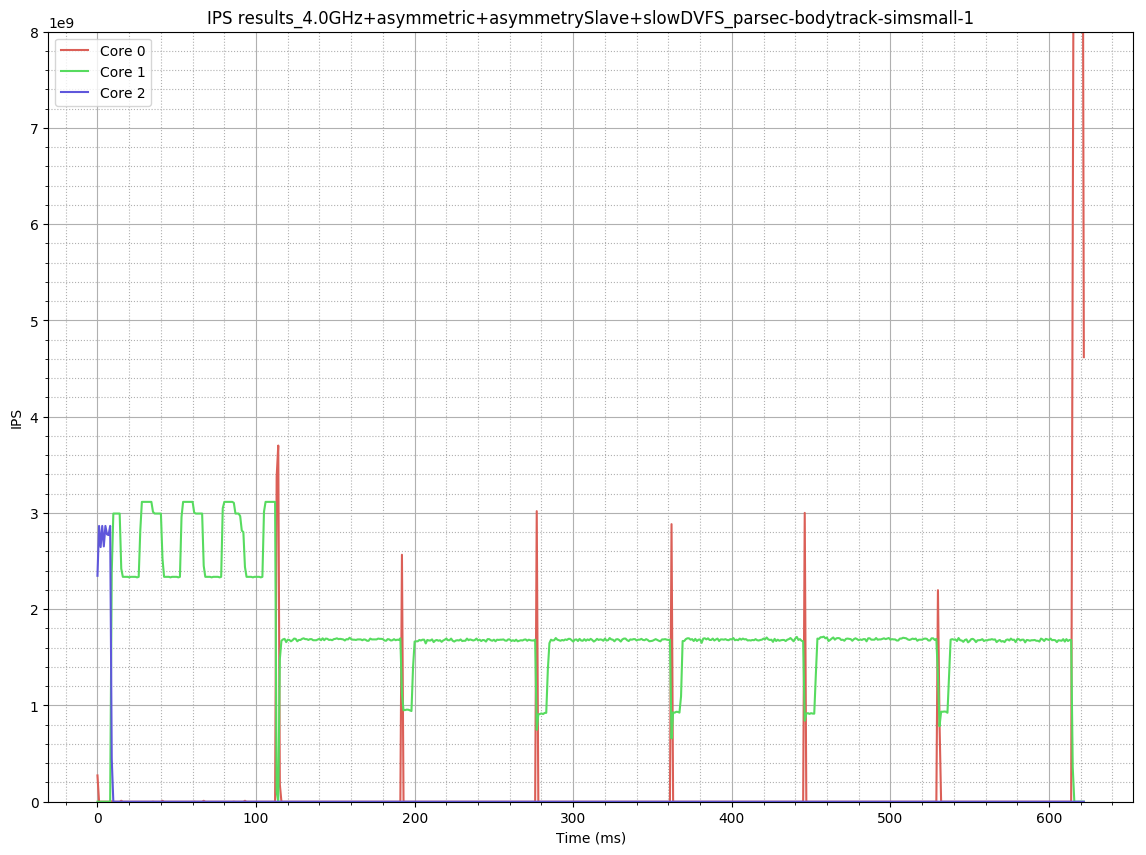 IPS results_4.0GHz+asymmetric+asymmetrySlave+slowDVFS_parsec-bodytrack-simsmall-1
1e9
Core 0
Core 1
Core 2
8
7
6
5
4
3
2
1
0
IPS
0 100 200 300 400 500 600
Time (ms)